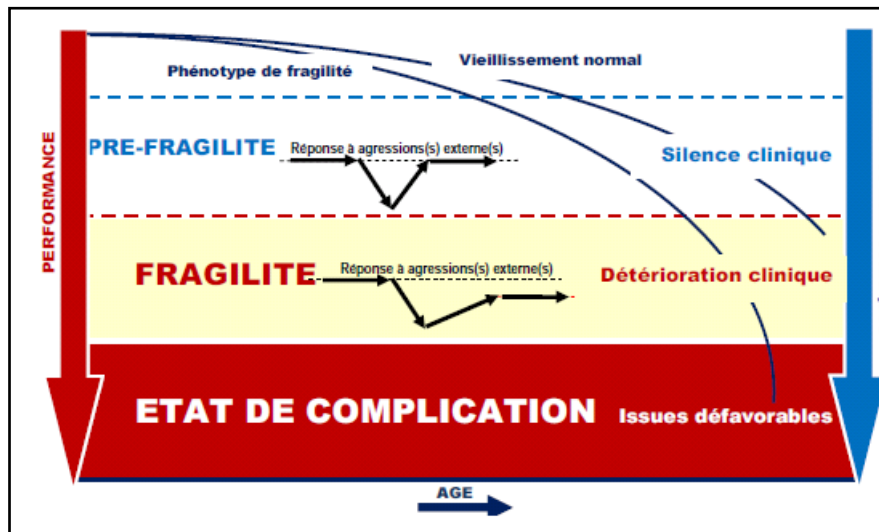 Vieillissement normal
Phénotype de fragilité
PERFORMANCE
PRE-FRAGILITE
Réponse à agressions(s) externe(s)
Silence clinique
FRAGILITE
Réponse à agressions(s) externe(s)
Détérioration clinique
ETAT DE COMPLICATION
Issues défavorables
AGE